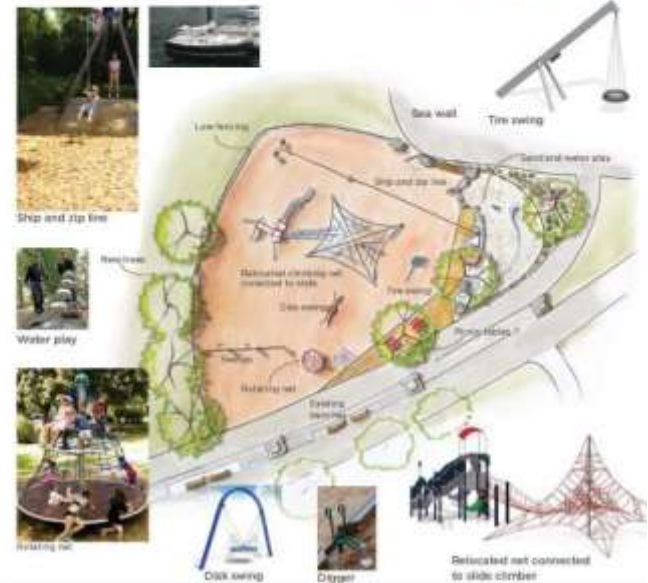 Sea wall
Tire swing
Low fencing
Sand and water play
Ship and zip line
Ship and zip line
New trees
Relocated climbing net
connected to slide
Tire swing
Disk swing
Water play
Picnic tables
Rotating net
Existing
benches
Rotating net
Disk swing
Digger
Relocated net connected
to slide climber